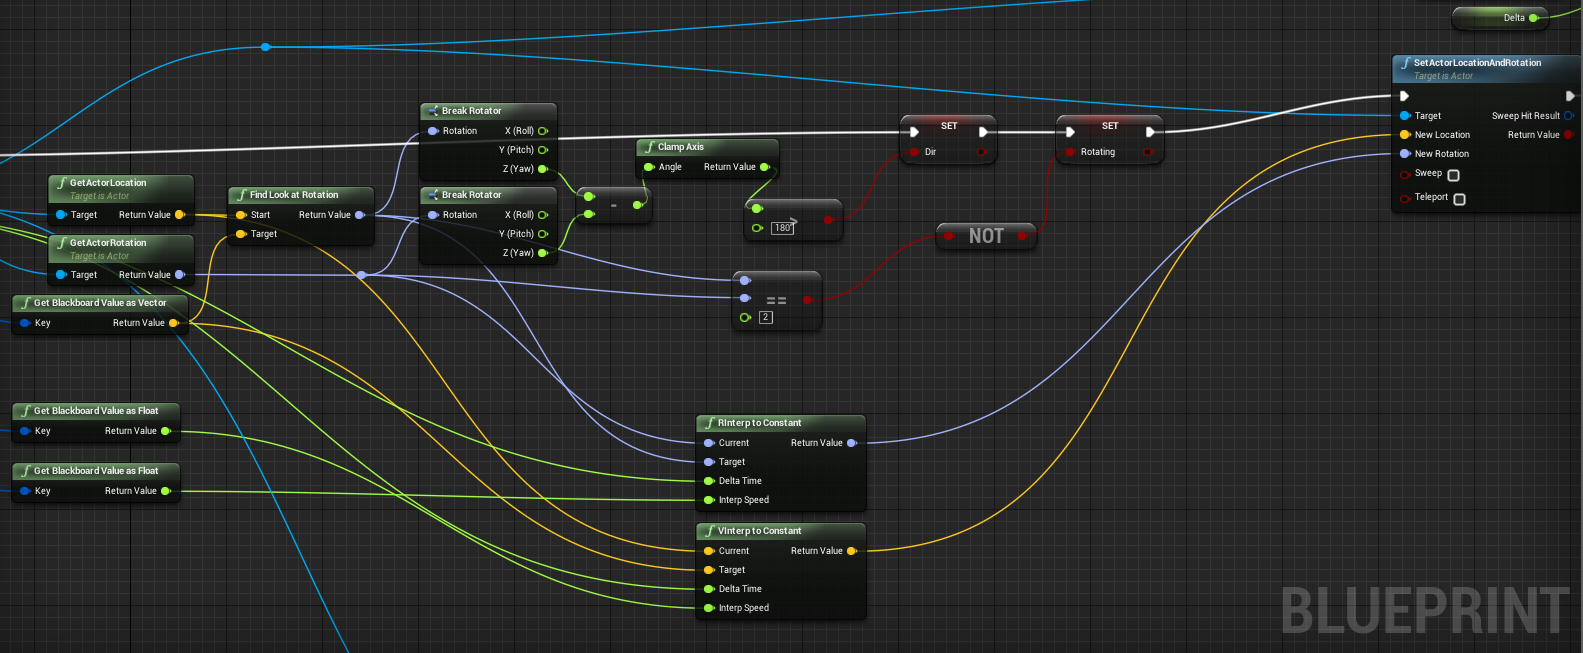 Delta
SetActorLocationAndRotation
Target is Actor
Target
Sweep Hit Result
New Location
Return Value
New Rotation
Sweep
Teleport
Break Rotator
Rotation
X (Roll)
Y (Pitch)
Z (Yaw)
Clamp Axis
Angle
Return Value
SET
Dir
SET
Rotating
GetActorLocation
Target is Actor
Target
Return Value
Find Look at Rotation
Start
Return Value
Target
Break Rotator
Rotation
X (Roll)
Y (Pitch)
Z (Yaw)
-
>
180
NOT
GetActorRotation
Target is Actor
Target
Return Value
==
2
Get Blackboard Value as Vector
Key
Return Value
Get Blackboard Value as Float
Key
Return Value
Get Blackboard Value as Float
Key
Return Value
RInterp to Constant
Current
Return Value
Target
Delta Time
Interp Speed
VInterp to Constant
Current
Return Value
Target
Delta Time
Interp Speed
BLUEPRINT